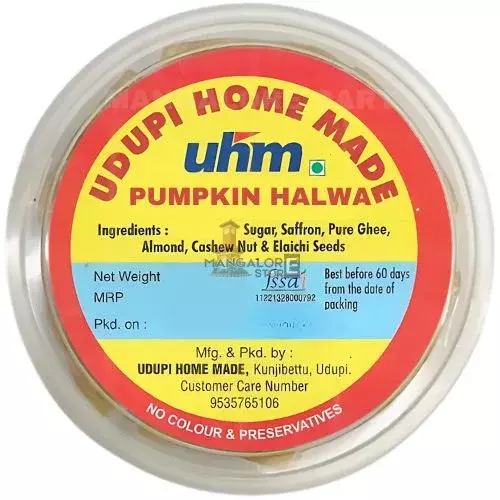 UDUPI HOME MADE
uhm
PUMPKIN HALWA
Ingredients : Sugar, Saffron, Pure Ghee,
Almond, Cashew Nut & Elaichi Seeds
MANGALORE
STORE
Net Weight
MRP
Pkd. on :
fssai
11221328000792
Best before 60 days
from the date of
packing
Mfg. & Pkd. by :
UDUPI HOME MADE, Kunjibettu, Udupi.
Customer Care Number
9535765106
NO COLOUR & PRESERVATIVES